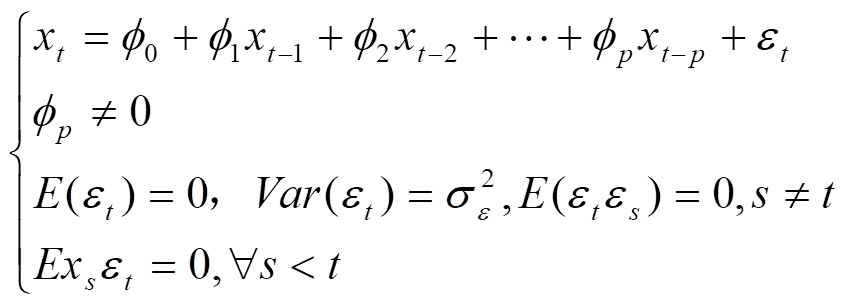 x_t = ϕ_0 + ϕ_1 x_{t−1} + ϕ_2 x_{t−2} + ⋯ + ϕ_p x_{t−p} + ε_t
ϕ_p ≠ 0
E(ε_t) = 0， Var(ε_t) = σ_ε^2, E(ε_t ε_s) = 0, s ≠ t
Ex_s ε_t = 0, ∀s < t